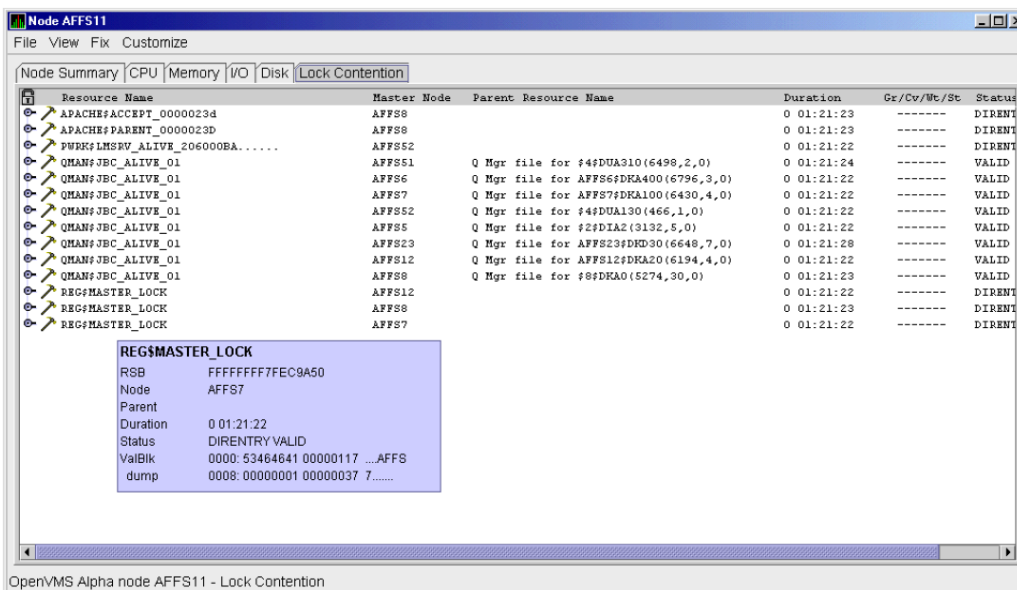 Node AFFS11
File View Fix Customize
Node Summary CPU Memory I/O Disk Lock Contention
Resource Name Master Node Parent Resource Name Duration Gr/Cv/Wt/St Status
APACHE$ACCEPT_0000023d AFFS8 0 01:21:23 ------- DIRENT
APACHE$PARENT_0000023D AFFS8 0 01:21:23 ------- DIRENT
PWRK$LMSRV_ALIVE_206000BA...... AFFS52 0 01:21:22 ------- DIRENT
QMAN$JBC_ALIVE_01 AFFS51 Q Mgr file for $4$DUA310(6498,2,0) 0 01:21:24 ------- VALID
QMAN$JBC_ALIVE_01 AFFS6 Q Mgr file for AFFS6$DKA400(6796,3,0) 0 01:21:22 ------- VALID
QMAN$JBC_ALIVE_01 AFFS7 Q Mgr file for AFFS7$DKA100(6430,4,0) 0 01:21:22 ------- VALID
QMAN$JBC_ALIVE_01 AFFS52 Q Mgr file for $4$DUA130(466,1,0) 0 01:21:22 ------- VALID
QMAN$JBC_ALIVE_01 AFFS5 Q Mgr file for $2$DIA2(3132,5,0) 0 01:21:22 ------- VALID
QMAN$JBC_ALIVE_01 AFFS23 Q Mgr file for AFFS23$DKD30(6648,7,0) 0 01:21:28 ------- VALID
QMAN$JBC_ALIVE_01 AFFS12 Q Mgr file for AFFS12$DKA20(6194,4,0) 0 01:21:22 ------- VALID
QMAN$JBC_ALIVE_01 AFFS8 Q Mgr file for $8$DKA0(5274,30,0) 0 01:21:23 ------- VALID
REG$MASTER_LOCK AFFS12 0 01:21:22 ------- DIRENT
REG$MASTER_LOCK AFFS8 0 01:21:23 ------- DIRENT
REG$MASTER_LOCK AFFS7 0 01:21:22 ------- DIRENT
REG$MASTER_LOCK
RSB FFFFFFFF7FEC9A50
Node AFFS7
Parent
Duration 0 01:21:22
Status DIRENTRY VALID
ValBlk 0000: 53464641 00000117 ....AFFS
dump 0008: 00000001 00000037 7.......
OpenVMS Alpha node AFFS11 - Lock Contention